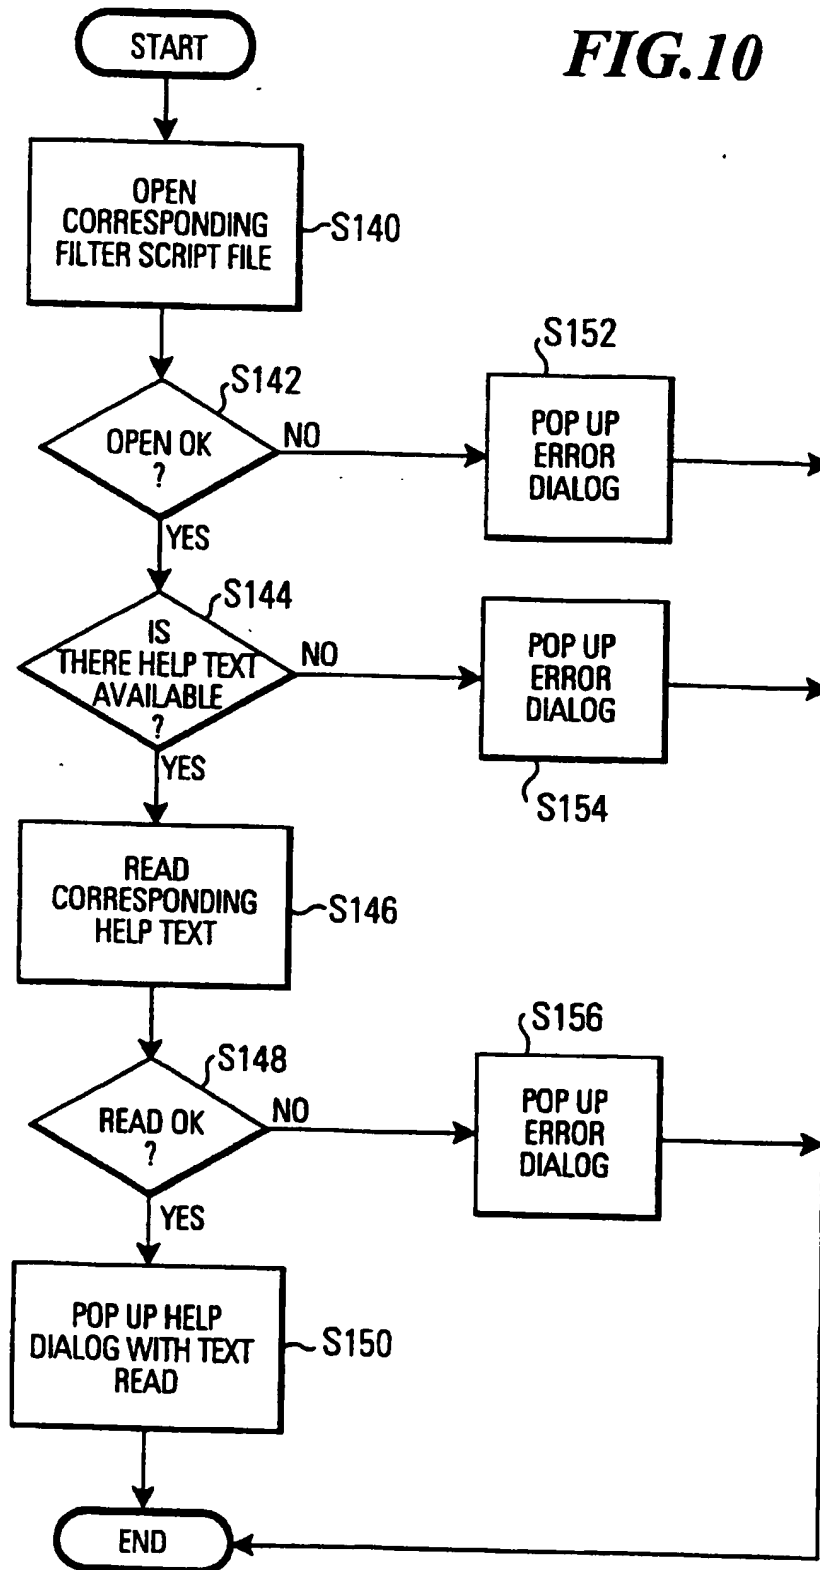 START
FIG.10
OPEN
CORRESPONDING
FILTER SCRIPT FILE
S140
S142
OPEN OK
?
NO
YES
S152
POP UP
ERROR
DIALOG
S144
IS
THERE HELP TEXT
AVAILABLE
?
NO
YES
POP UP
ERROR
DIALOG
S154
READ
CORRESPONDING
HELP TEXT
S146
S148
READ OK
?
NO
YES
S156
POP UP
ERROR
DIALOG
POP UP HELP
DIALOG WITH TEXT
READ
S150
END